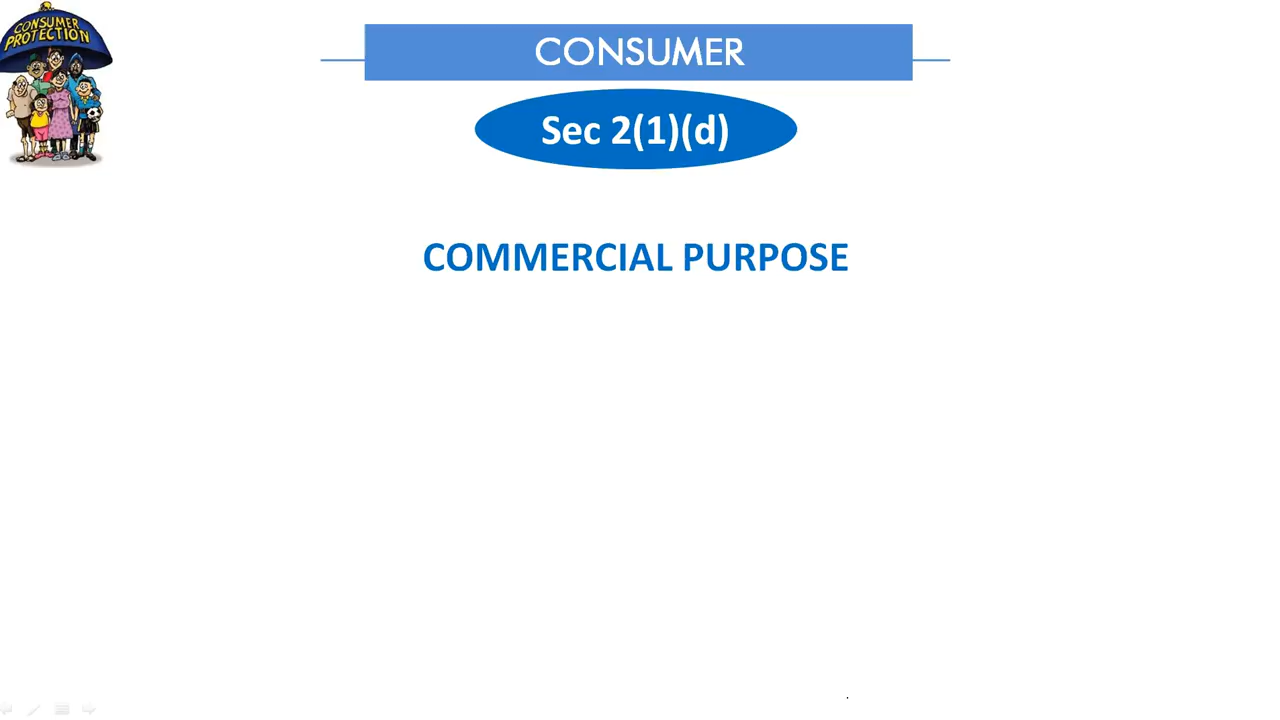 CONSUMER
PROTECTION
CONSUMER
Sec 2(1)(d)
COMMERCIAL PURPOSE